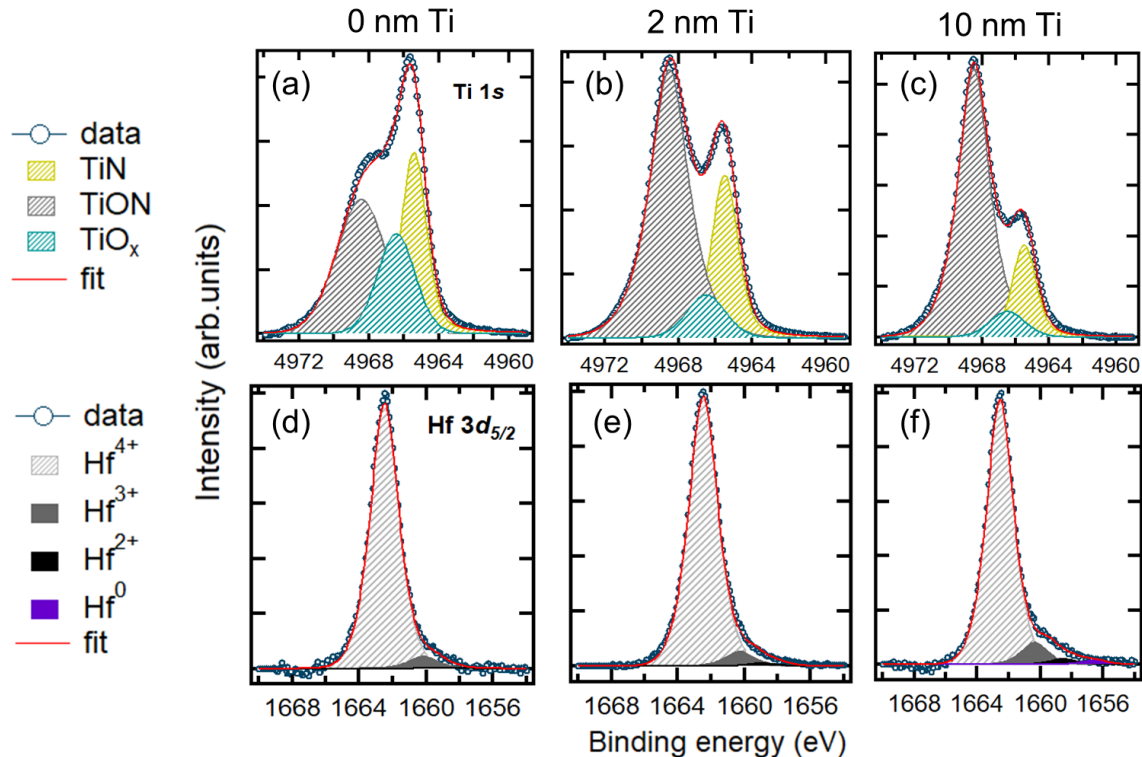 0 nm Ti 2 nm Ti 10 nm Ti
(a) Ti 1s (b) (c)
data
TiN
TiON
TiOx
fit
4972 4968 4964 4960 4972 4968 4964 4960 4972 4968 4964 4960
Intensity (arb.units)
(d) Hf 3d5/2 (e) (f)
data
Hf4+
Hf3+
Hf2+
Hf0
fit
1668 1664 1660 1656 1668 1664 1660 1656 1668 1664 1660 1656
Binding energy (eV)